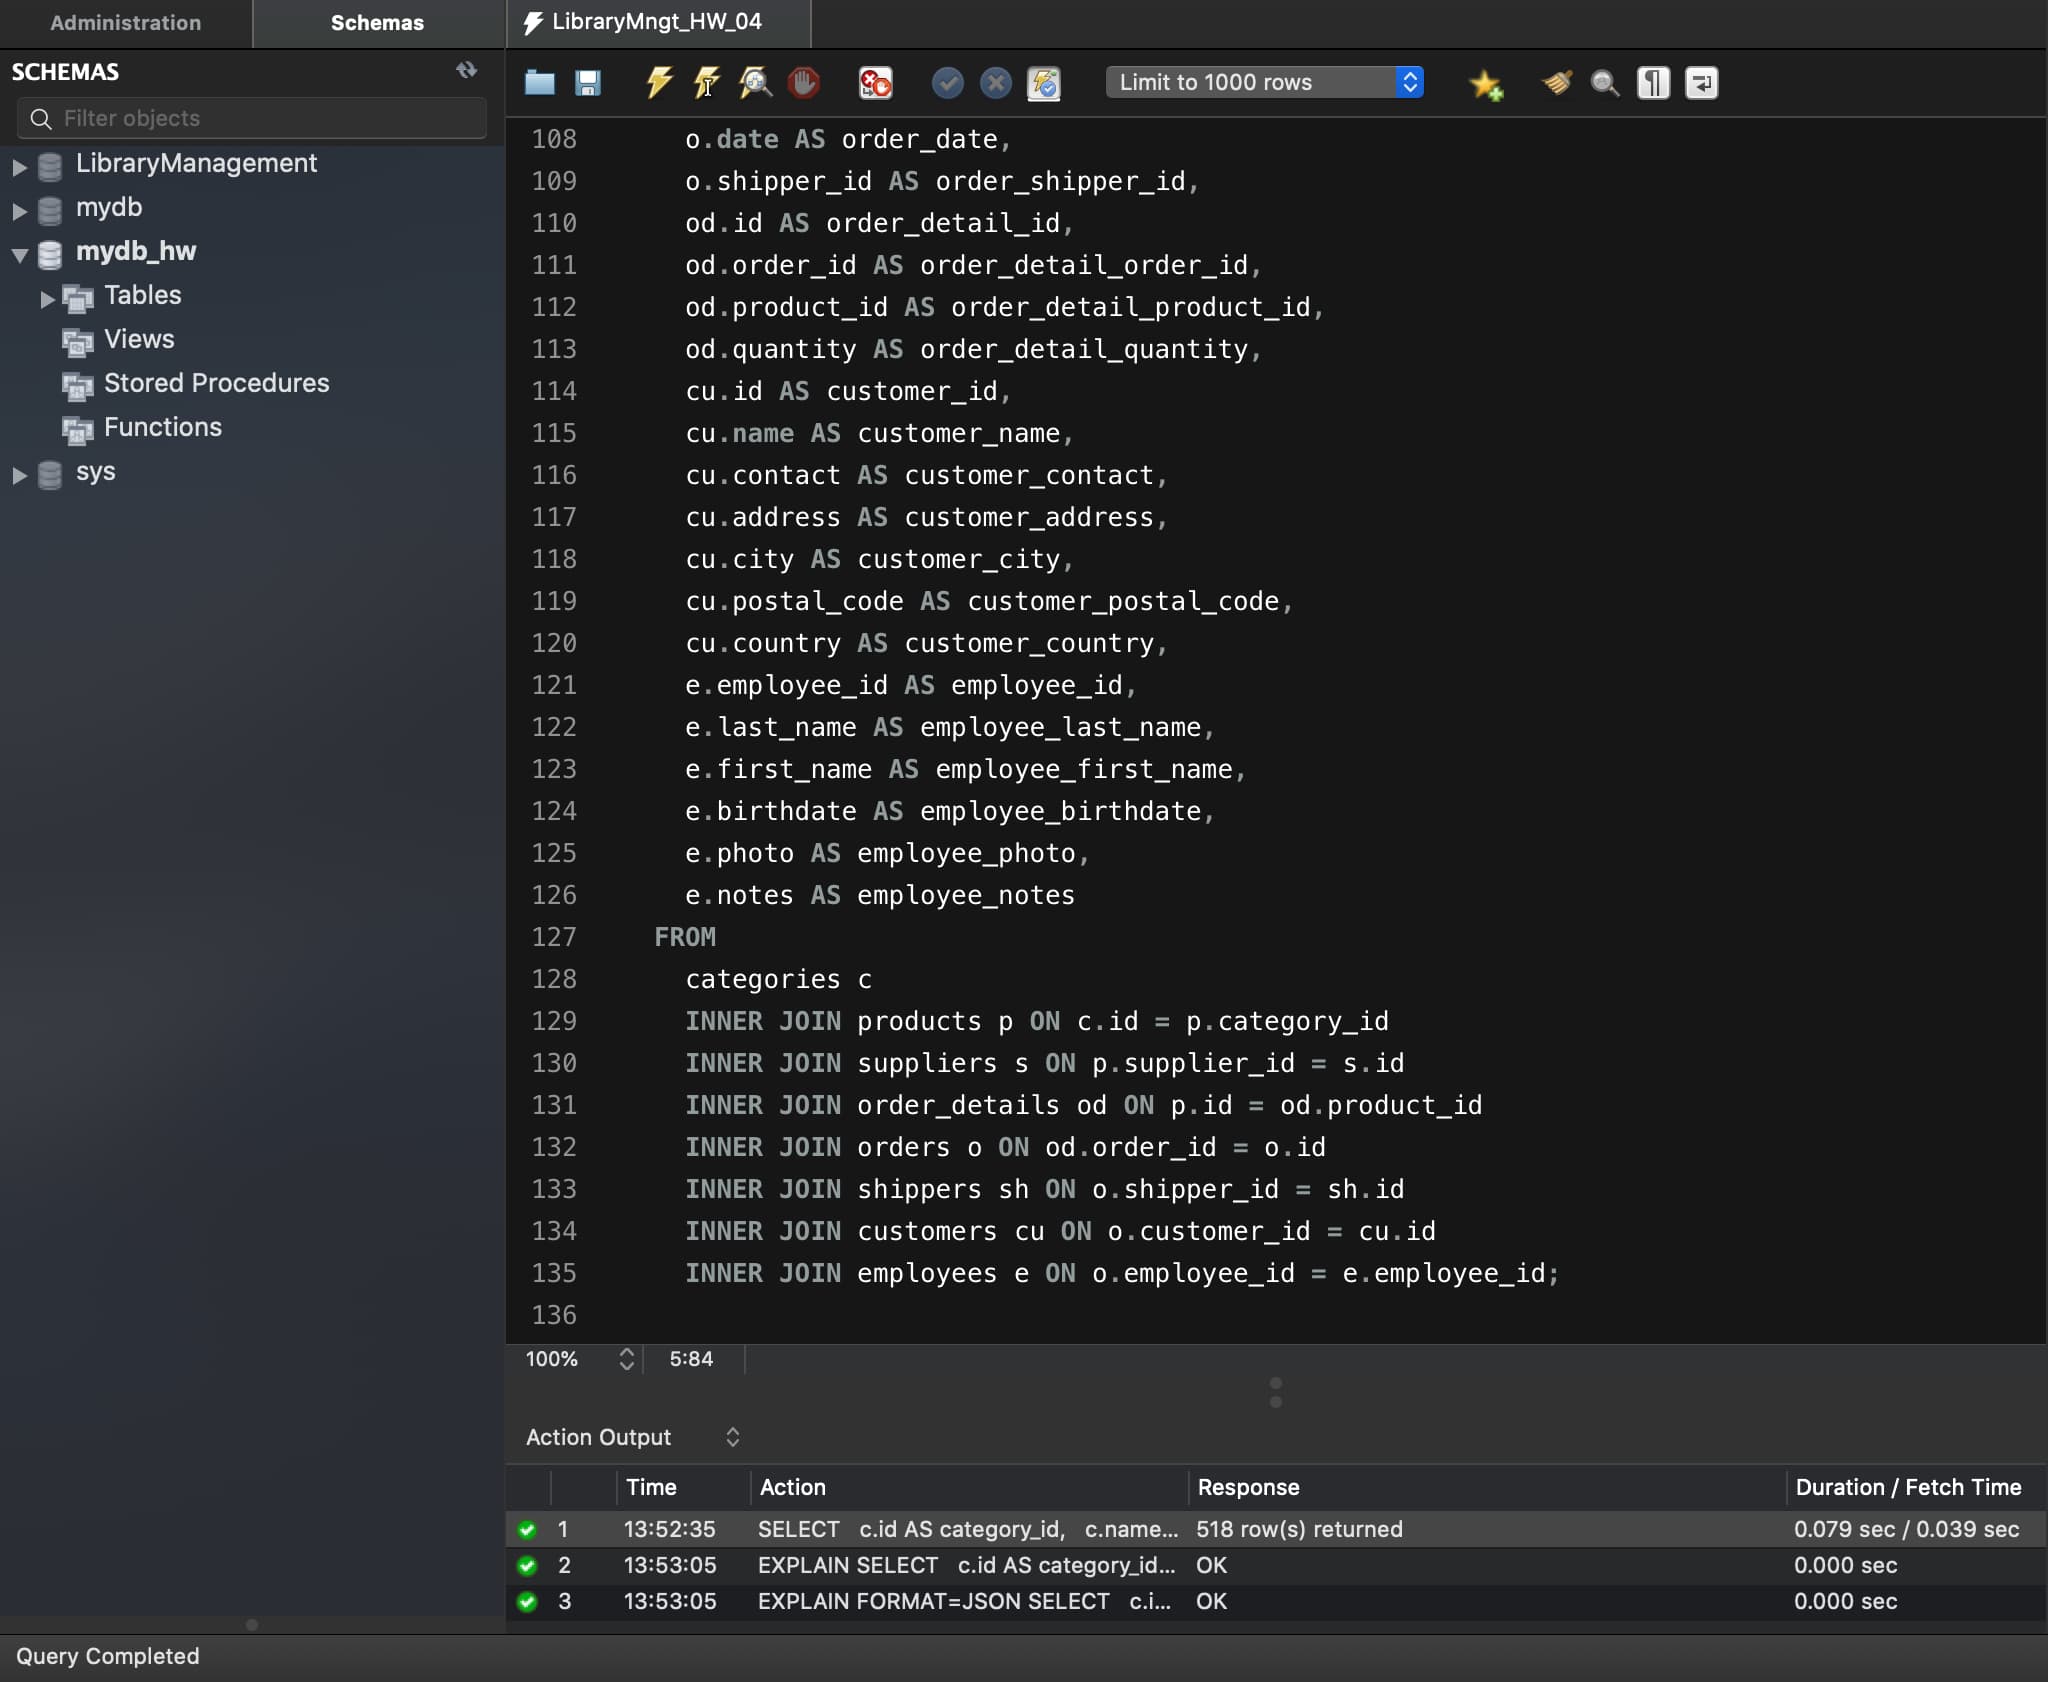 Administration
Schemas
LibraryMngt_HW_04
SCHEMAS
Filter objects
LibraryManagement
mydb
mydb_hw
Tables
Views
Stored Procedures
Functions
sys
Limit to 1000 rows
108 o.date AS order_date,
109 o.shipper_id AS order_shipper_id,
110 od.id AS order_detail_id,
111 od.order_id AS order_detail_order_id,
112 od.product_id AS order_detail_product_id,
113 od.quantity AS order_detail_quantity,
114 cu.id AS customer_id,
115 cu.name AS customer_name,
116 cu.contact AS customer_contact,
117 cu.address AS customer_address,
118 cu.city AS customer_city,
119 cu.postal_code AS customer_postal_code,
120 cu.country AS customer_country,
121 e.employee_id AS employee_id,
122 e.last_name AS employee_last_name,
123 e.first_name AS employee_first_name,
124 e.birthdate AS employee_birthdate,
125 e.photo AS employee_photo,
126 e.notes AS employee_notes
127 FROM
128 categories c
129 INNER JOIN products p ON c.id = p.category_id
130 INNER JOIN suppliers s ON p.supplier_id = s.id
131 INNER JOIN order_details od ON p.id = od.product_id
132 INNER JOIN orders o ON od.order_id = o.id
133 INNER JOIN shippers sh ON o.shipper_id = sh.id
134 INNER JOIN customers cu ON o.customer_id = cu.id
135 INNER JOIN employees e ON o.employee_id = e.employee_id;
136
100% 5:84
Action Output
Time Action Response Duration / Fetch Time
1 13:52:35 SELECT c.id AS category_id, c.name... 518 row(s) returned 0.079 sec / 0.039 sec
2 13:53:05 EXPLAIN SELECT c.id AS category_id... OK 0.000 sec
3 13:53:05 EXPLAIN FORMAT=JSON SELECT c.i... OK 0.000 sec
Query Completed